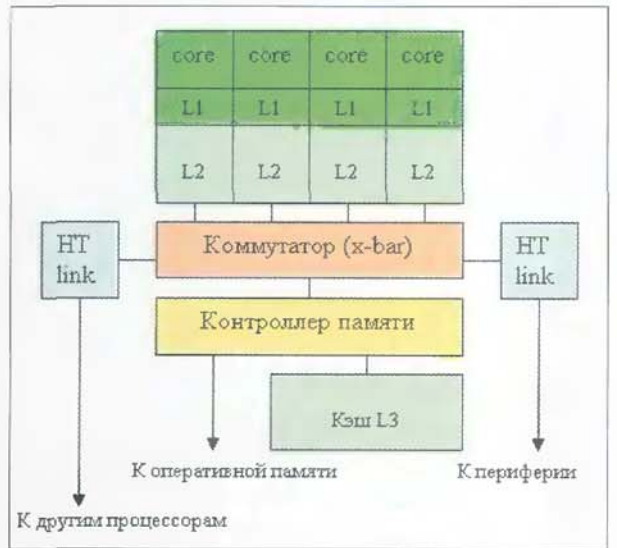 core core core core
L1 L1 L1 L1
L2 L2 L2 L2
HT
link
Коммутатор (x-bar)
HT
link
Контроллер памяти
Кэш L3
К оперативной памяти
К периферии
К другим процессорам